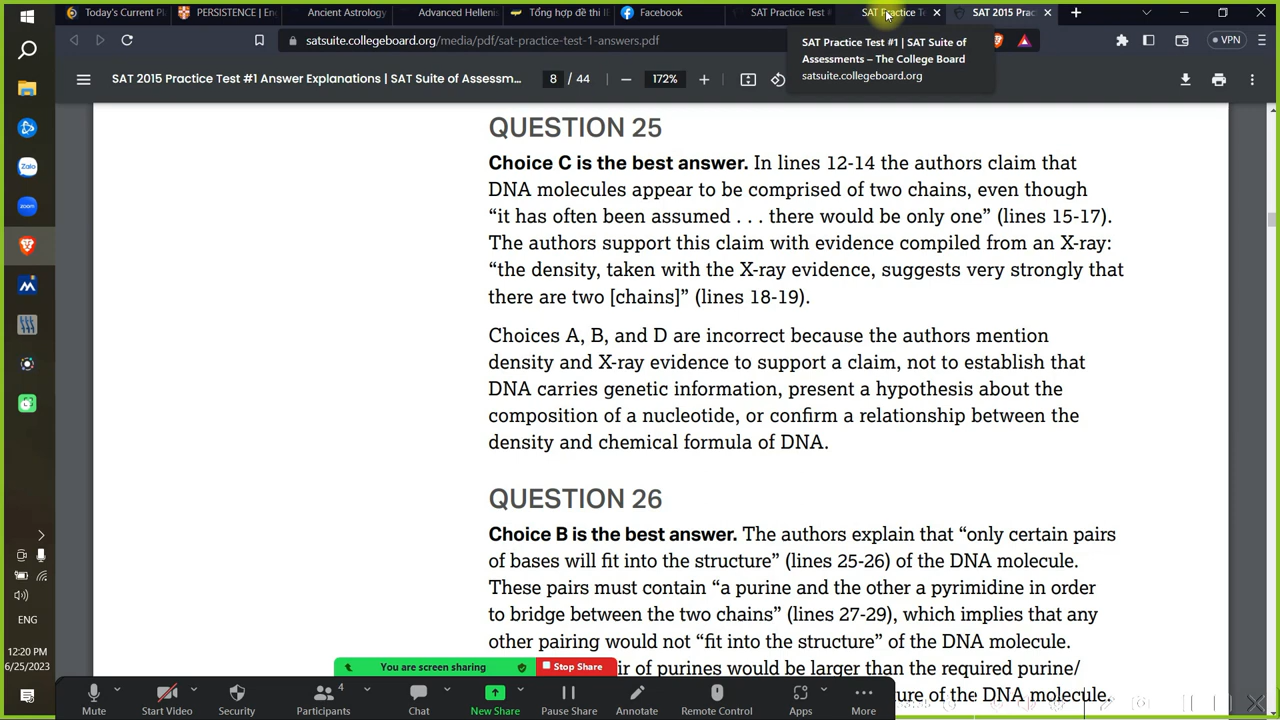 Today's Current Pl
PERSISTENCE | En
Ancient Astrology
Advanced Hellenis
Tổng hợp đề thi IE
Facebook
SAT Practice Test #
SAT Practice Te
SAT 2015 Prac
satsuite.collegeboard.org/media/pdf/sat-practice-test-1-answers.pdf
VPN
SAT Practice Test #1 | SAT Suite of
Assessments – The College Board
satsuite.collegeboard.org
SAT 2015 Practice Test #1 Answer Explanations | SAT Suite of Assessm...
8 / 44
172%
QUESTION 25
Choice C is the best answer. In lines 12-14 the authors claim that
DNA molecules appear to be comprised of two chains, even though
“it has often been assumed . . . there would be only one” (lines 15-17).
The authors support this claim with evidence compiled from an X-ray:
“the density, taken with the X-ray evidence, suggests very strongly that
there are two [chains]” (lines 18-19).
Choices A, B, and D are incorrect because the authors mention
density and X-ray evidence to support a claim, not to establish that
DNA carries genetic information, present a hypothesis about the
composition of a nucleotide, or confirm a relationship between the
density and chemical formula of DNA.
QUESTION 26
Choice B is the best answer. The authors explain that “only certain pairs
of bases will fit into the structure” (lines 25-26) of the DNA molecule.
These pairs must contain “a purine and the other a pyrimidine in order
to bridge between the two chains” (lines 27-29), which implies that any
other pairing would not “fit into the structure” of the DNA molecule.
ir of purines would be larger than the required purine/
ture of the DNA molecule.
Zalo
zoom
ENG
12:20 PM
6/25/2023
You are screen sharing
Stop Share
Mute
Start Video
Security
4
Participants
Chat
New Share
Pause Share
Annotate
Remote Control
Apps
More